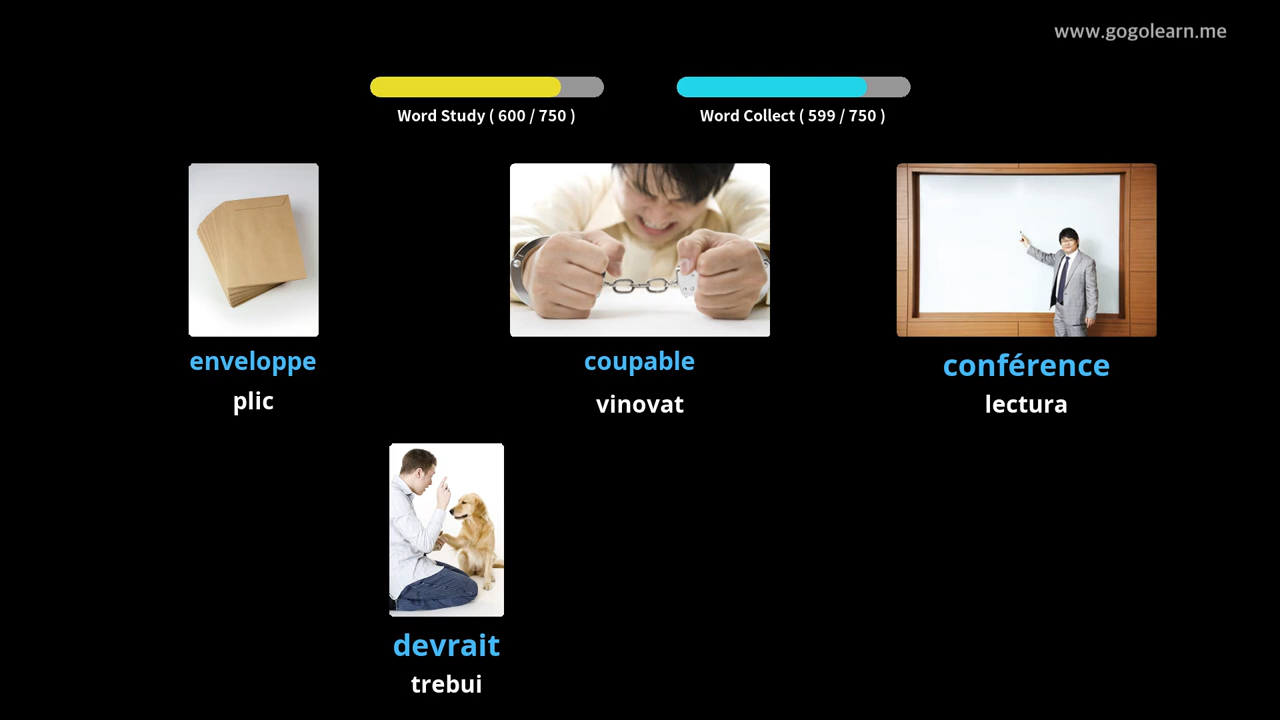 www.gogolearn.me
Word Study ( 600 / 750 )
Word Collect ( 599 / 750 )
enveloppe
plic
coupable
vinovat
conférence
lectura
devrait
trebui